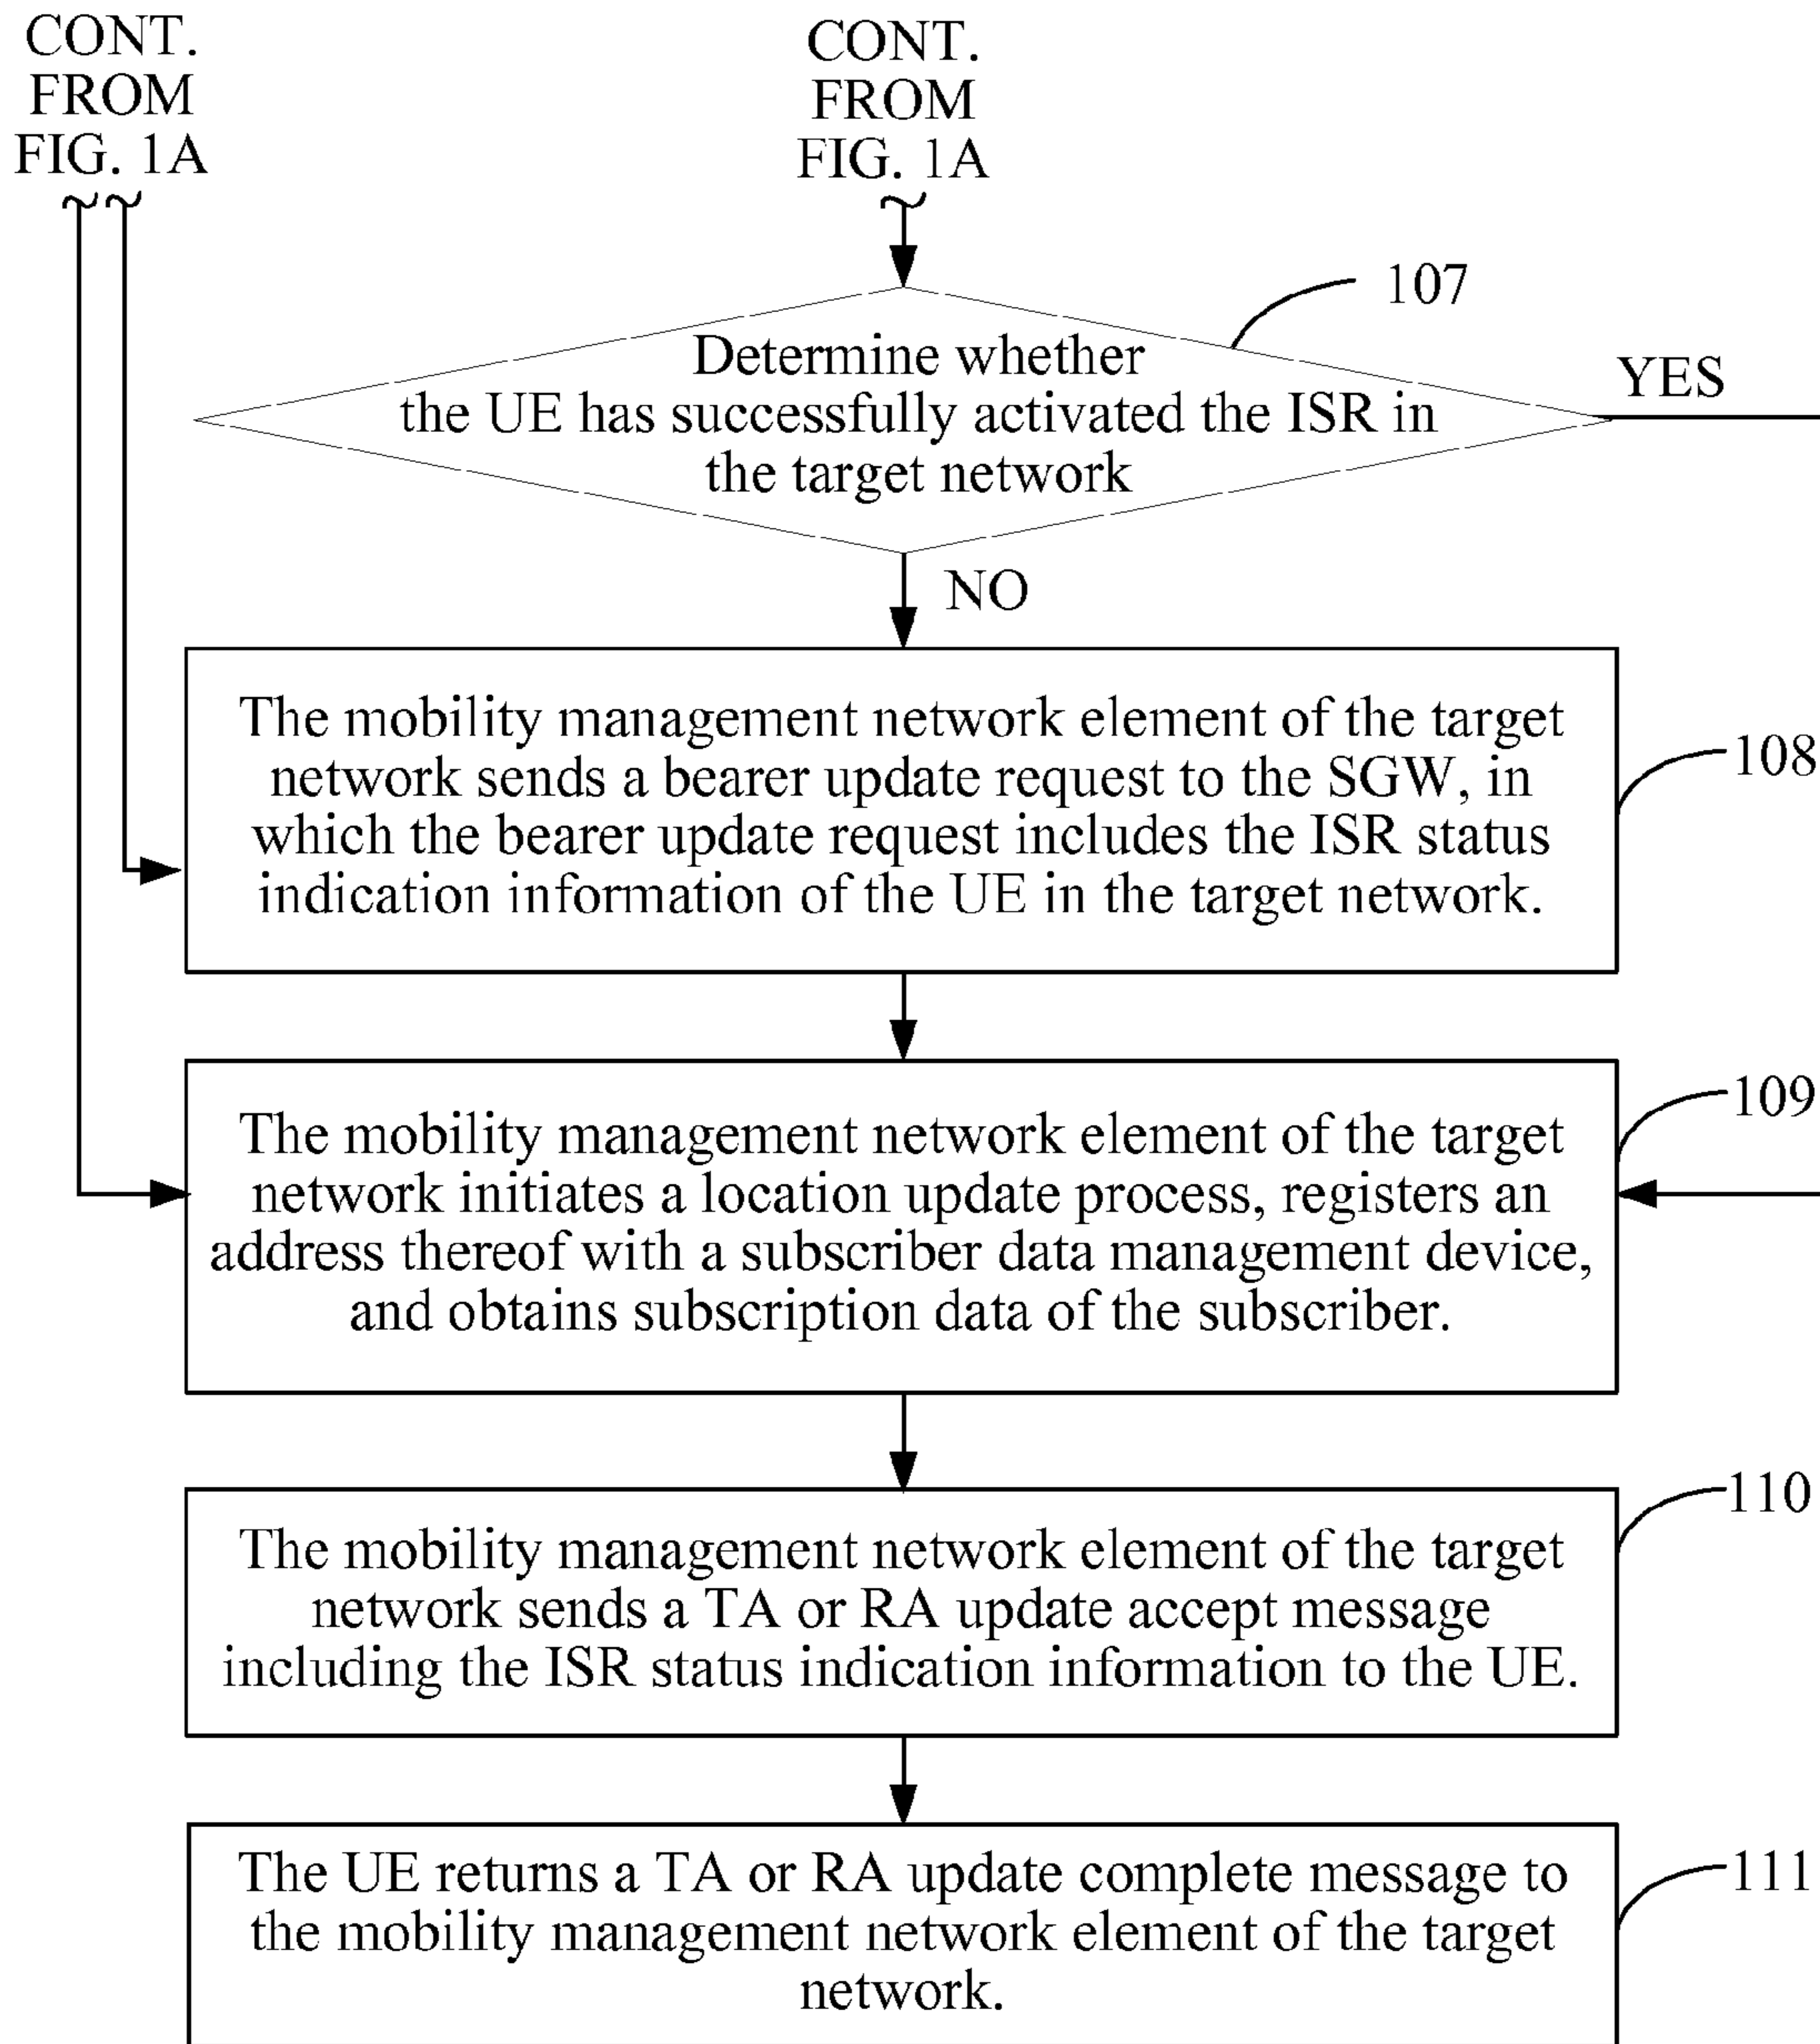 CONT.
FROM
FIG. 1A
CONT.
FROM
FIG. 1A
107
Determine whether
the UE has successfully activated the ISR in
the target network
YES
NO
The mobility management network element of the target
network sends a bearer update request to the SGW, in
which the bearer update request includes the ISR status
indication information of the UE in the target network.
108
The mobility management network element of the target
network initiates a location update process, registers an
address thereof with a subscriber data management device,
and obtains subscription data of the subscriber.
109
The mobility management network element of the target
network sends a TA or RA update accept message
including the ISR status indication information to the UE.
110
The UE returns a TA or RA update complete message to
the mobility management network element of the target
network.
111